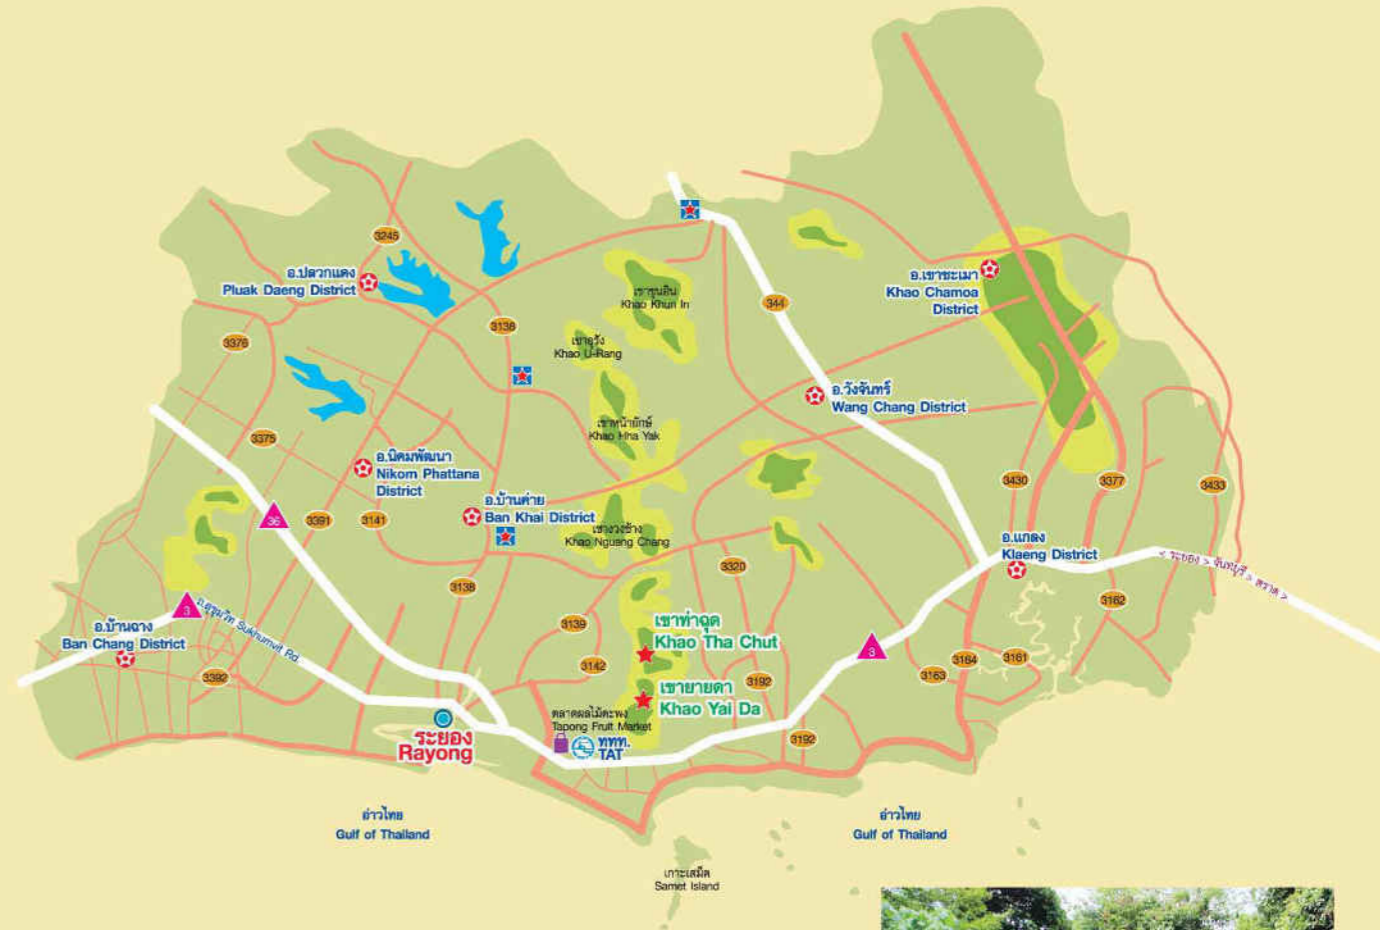 3245
อ.ปลวกแดง
Pluak Daeng District
3376
3138
344
อ.เขาชะเมา
Khao Chamoa
District
เขาขุนอิน
Khao Khun In
Khao U-Rang
3375
อ.วังจันทร์
Wang Chang District
เขาหน้ายักษ์
Khao Hna Yak
อ.นิคมพัฒนา
Nikom Phattana
District
36
3391
3141
อ.บ้านค่าย
Ban Khai District
เขางวงช้าง
Khao Nguang Chang
3430
3377
3433
อ.แกลง
Klaeng District
< ระยอง > จันทบุรี > ตราด >
3320
3138
3162
3
ถ.สุขุมวิท Sukhumvit Rd.
อ.บ้านฉาง
Ban Chang District
3139
เขาท่าฉุด
Khao Tha Chut
3
3142
3161
3164
3163
3392
3192
เขายายดา
Khao Yai Da
ตลาดผลไม้ตะพง
Tapong Fruit Market
ระยอง
Rayong
ททท.
TAT
3192
อ่าวไทย
Gulf of Thailand
อ่าวไทย
Gulf of Thailand
เกาะเสม็ด
Samet Island